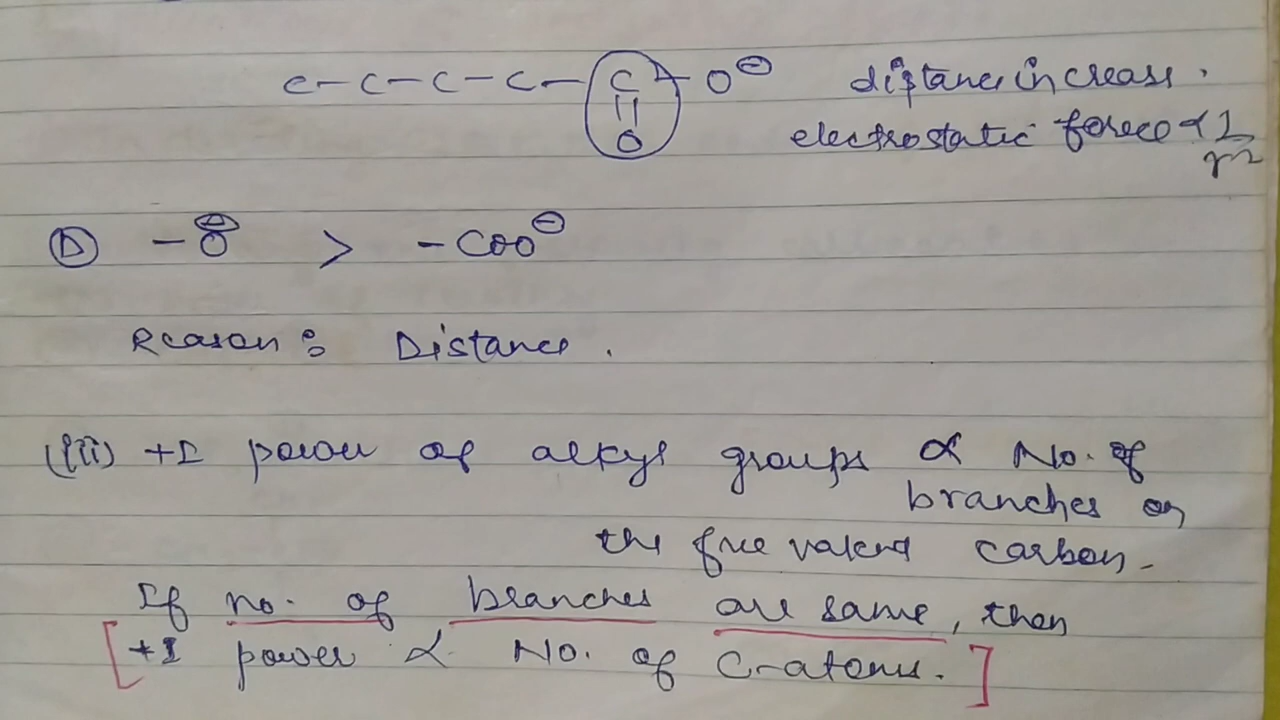 C-C-C-C-C-O⊖ distance increase.
||
O
electrostatic force ∝ 1/r²
Ⓓ -O⊖ > -COO⊖
Reason: Distance.
(iii) +I power of alkyl groups ∝ No. of
branches on
the free valent carbon.
If no. of branches are same, then
[+I power ∝ No. of C-atoms.]